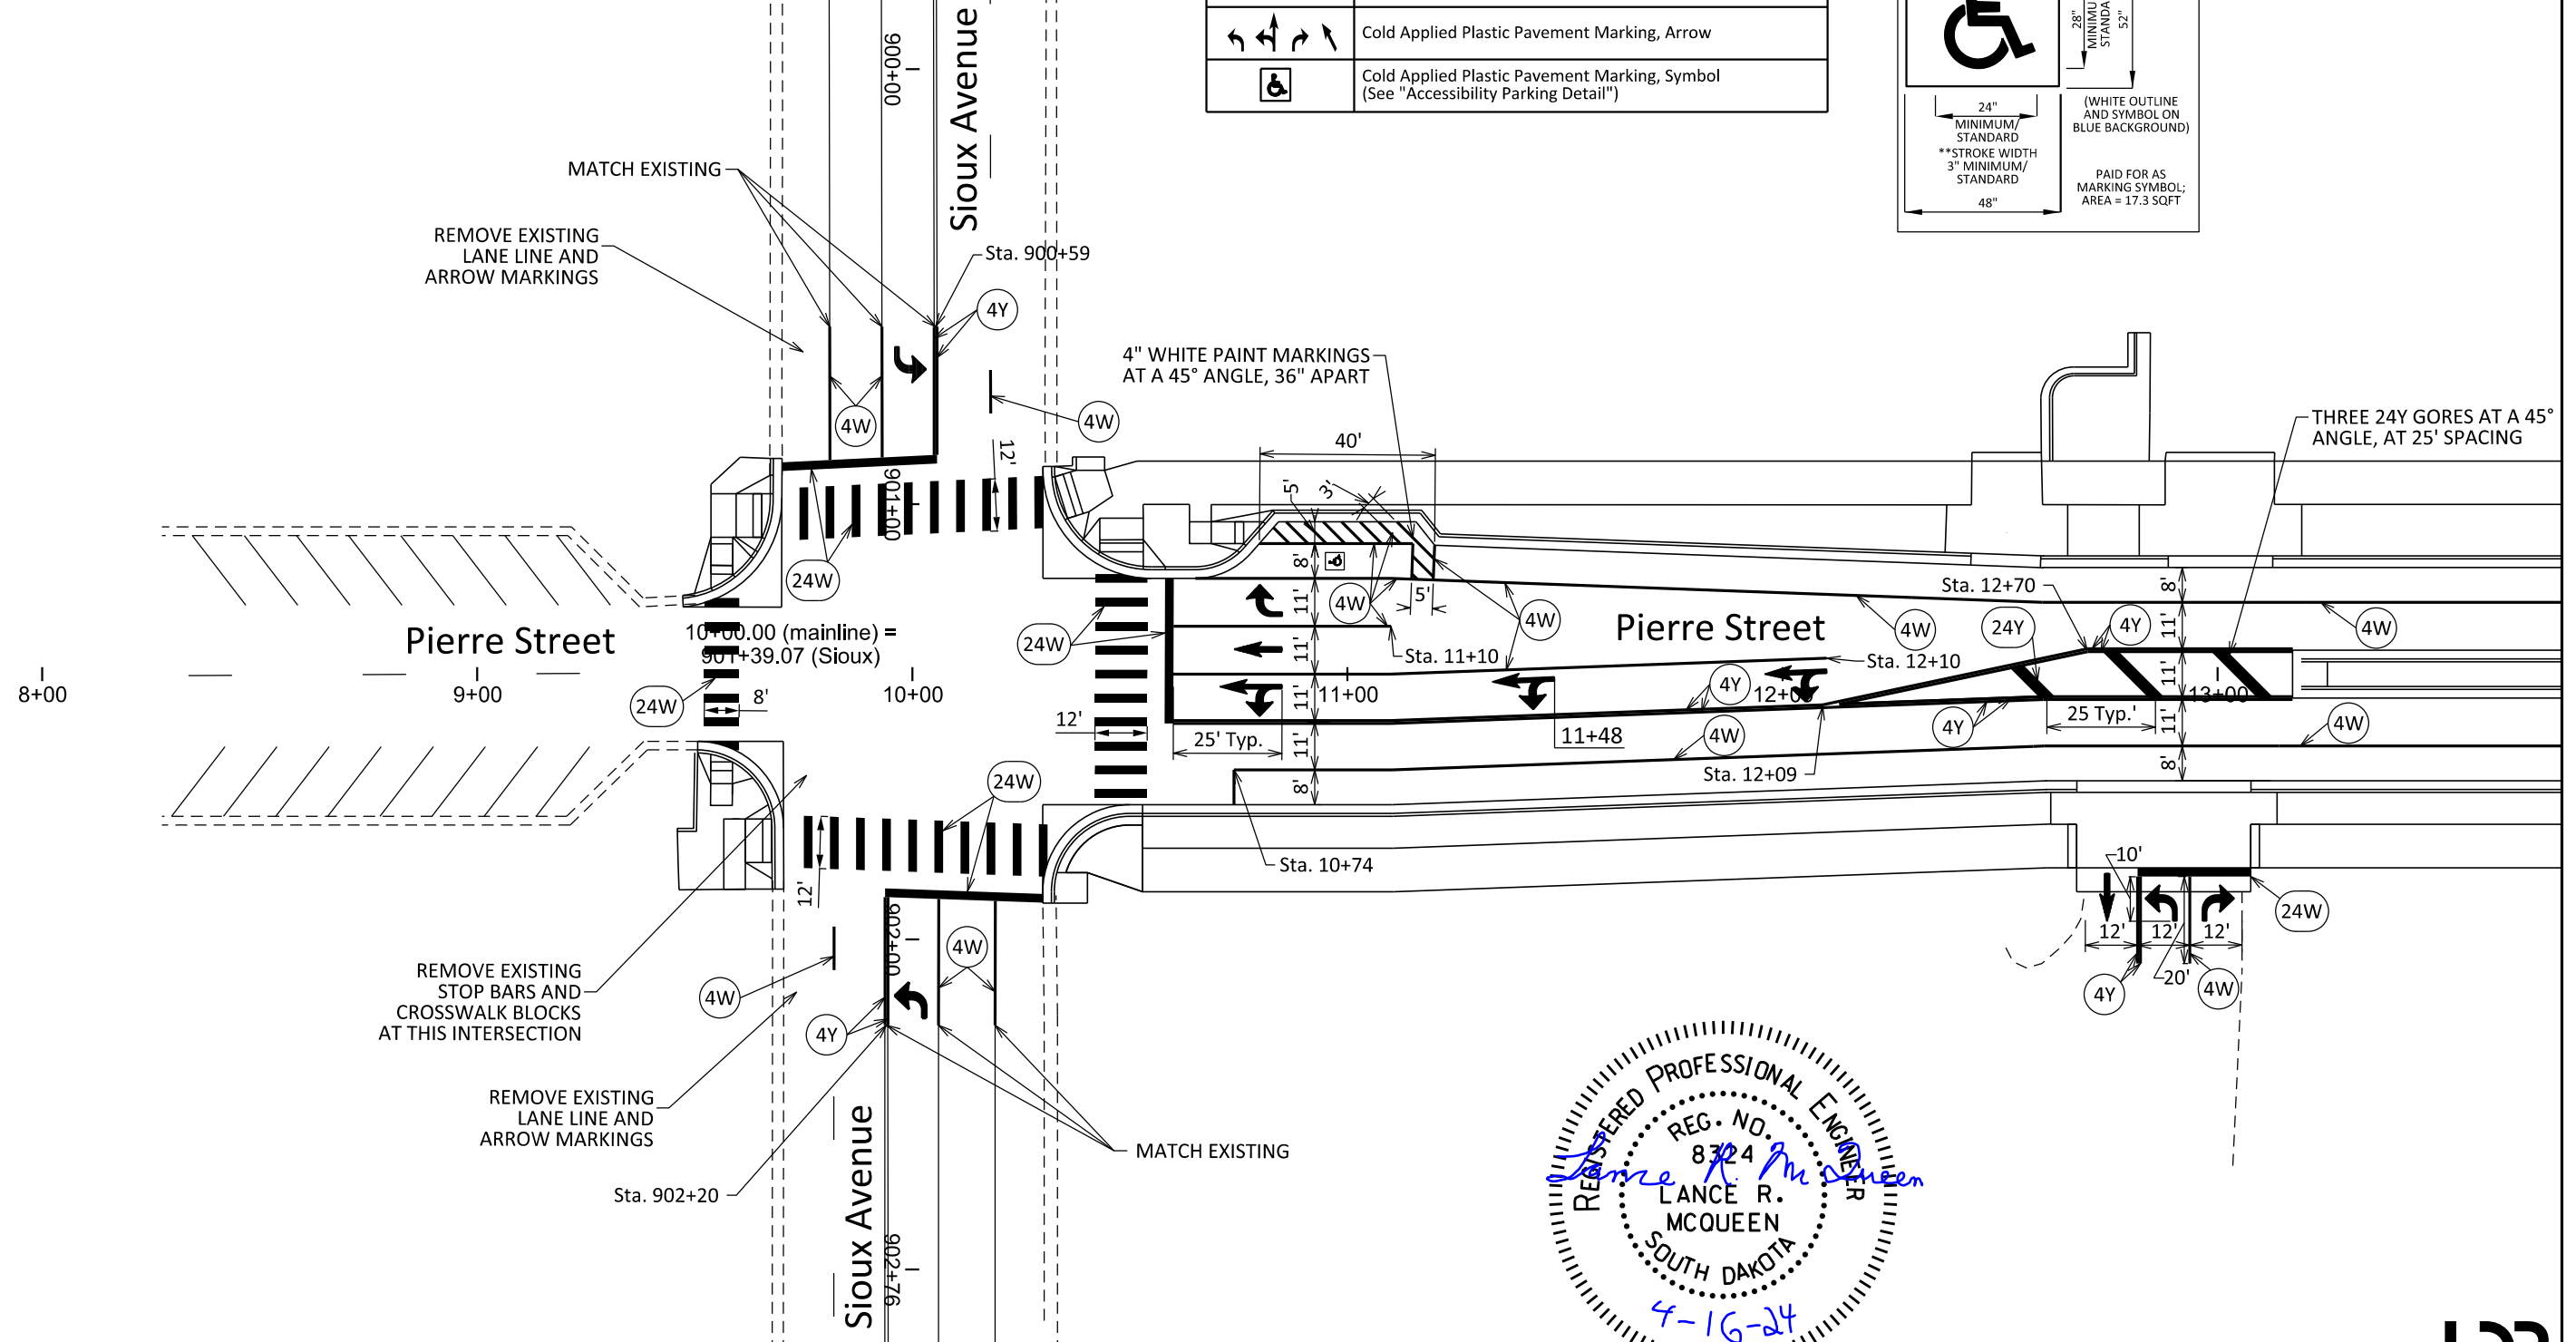 Cold Applied Plastic Pavement Marking, Arrow
Cold Applied Plastic Pavement Marking, Symbol
(See "Accessibility Parking Detail")
28"
52"
24"
MINIMUM/
STANDARD
**STROKE WIDTH
3" MINIMUM/
STANDARD
48"
(WHITE OUTLINE
AND SYMBOL ON
BLUE BACKGROUND)
PAID FOR AS
MARKING SYMBOL;
AREA = 17.3 SQFT
Sioux Avenue
900+00
MATCH EXISTING
REMOVE EXISTING
LANE LINE AND
ARROW MARKINGS
Sta. 900+59
4Y
4W
4W
12'
901+00
24W
4" WHITE PAINT MARKINGS
AT A 45° ANGLE, 36" APART
40'
5'
3'
8'
5'
THREE 24Y GORES AT A 45°
ANGLE, AT 25' SPACING
Pierre Street
10+00.00 (mainline) =
901+39.07 (Sioux)
8+00
9+00
10+00
11+00
12+00
13+00
24W
8'
24W
12'
11'
11'
11'
11'
8'
4W
4W
Sta. 11+10
Pierre Street
4W
Sta. 12+70
24Y
4Y
4W
Sta. 12+10
4Y
11+48
25' Typ.
4W
Sta. 12+09
4Y
25 Typ.'
4W
8'
11'
11'
11'
8'
Sta. 10+74
24W
12'
902+00
4W
4W
4Y
REMOVE EXISTING
STOP BARS AND
CROSSWALK BLOCKS
AT THIS INTERSECTION
REMOVE EXISTING
LANE LINE AND
ARROW MARKINGS
Sta. 902+20
Sioux Avenue
902+76
MATCH EXISTING
10'
12'
12'
12'
20'
4Y
4W
24W
REGISTERED PROFESSIONAL ENGINEER
REG. NO.
8324
Lance R. McQueen
LANCE R.
MCQUEEN
SOUTH DAKOTA
4-16-24